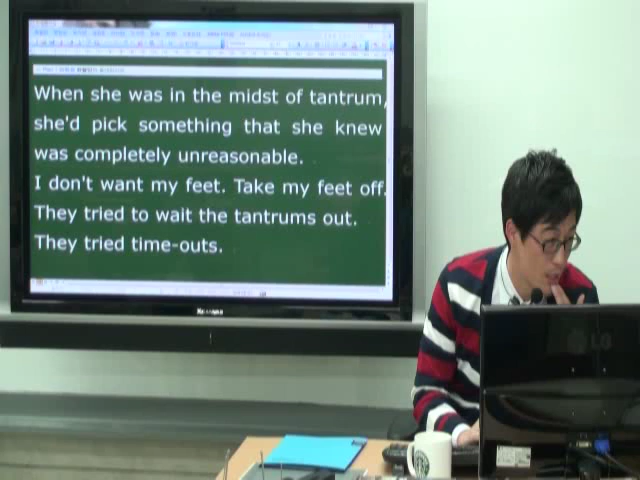 When she was in the midst of tantrum,
she'd pick something that she knew
was completely unreasonable.
I don't want my feet. Take my feet off.
They tried to wait the tantrums out.
They tried time-outs.
LG